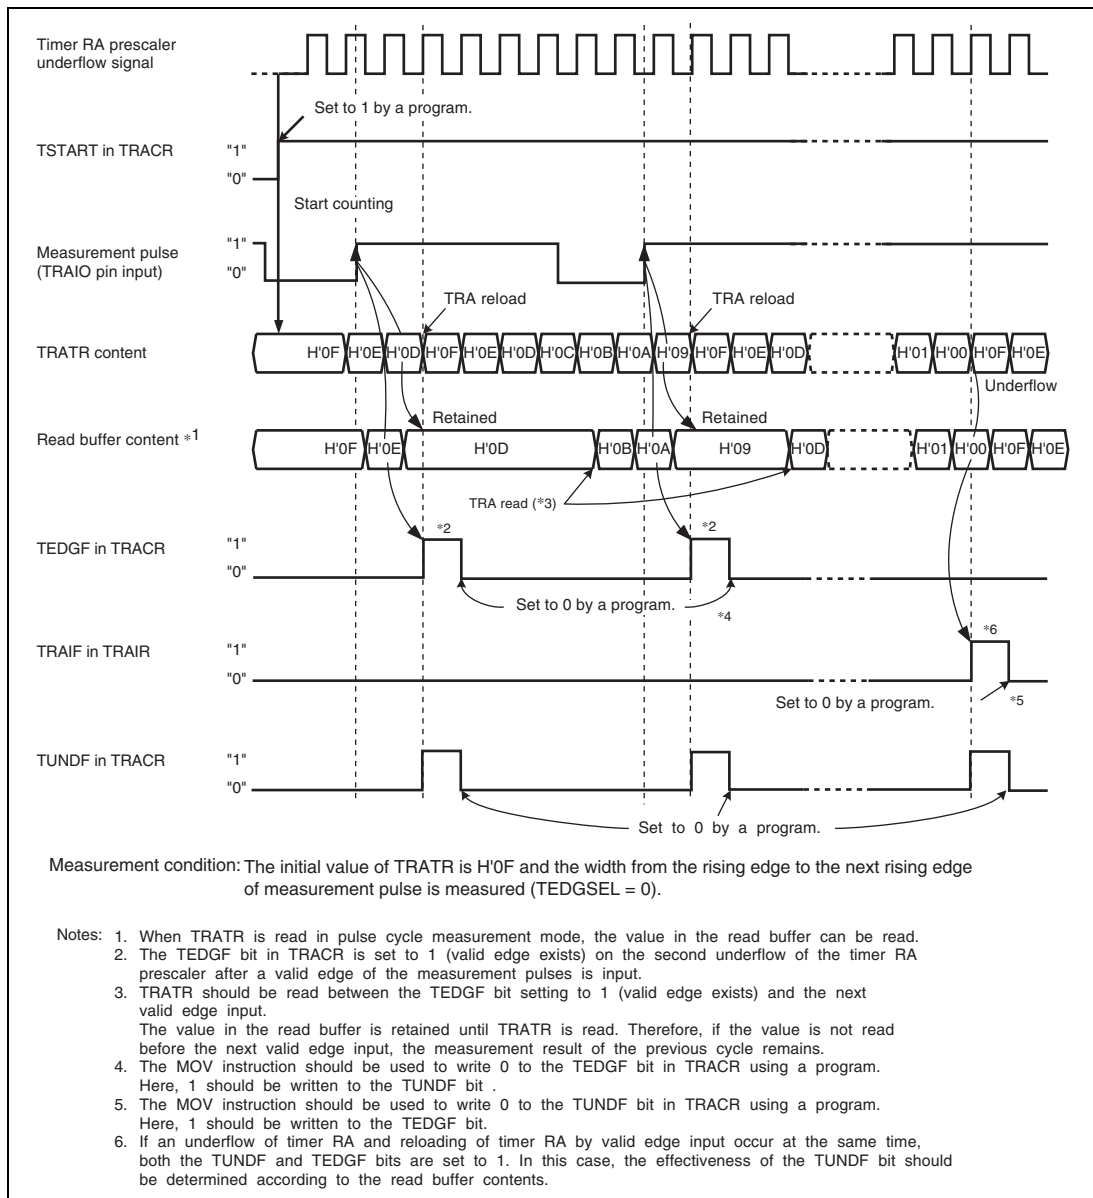 Timer RA prescaler
underflow signal
Set to 1 by a program.
TSTART in TRACR
"1"
"0"
Start counting
Measurement pulse
(TRAIO pin input)
"1"
"0"
TRA reload
TRA reload
TRATR content
H'0F H'0E H'0D H'0F H'0E H'0D H'0C H'0B H'0A H'09 H'0F H'0E H'0D H'01 H'00 H'0F H'0E
Underflow
Retained
Retained
Read buffer content *1
H'0F H'0E H'0D H'0B H'0A H'09 H'0D H'01 H'00 H'0F H'0E
TRA read (*3)
*2
*2
TEDGF in TRACR
"1"
"0"
Set to 0 by a program.
*4
*6
TRAIF in TRAIR
"1"
"0"
Set to 0 by a program.
*5
TUNDF in TRACR
"1"
"0"
Set to 0 by a program.
Measurement condition: The initial value of TRATR is H'0F and the width from the rising edge to the next rising edge
of measurement pulse is measured (TEDGSEL = 0).
Notes: 1. When TRATR is read in pulse cycle measurement mode, the value in the read buffer can be read.
2. The TEDGF bit in TRACR is set to 1 (valid edge exists) on the second underflow of the timer RA
prescaler after a valid edge of the measurement pulses is input.
3. TRATR should be read between the TEDGF bit setting to 1 (valid edge exists) and the next
valid edge input.
The value in the read buffer is retained until TRATR is read. Therefore, if the value is not read
before the next valid edge input, the measurement result of the previous cycle remains.
4. The MOV instruction should be used to write 0 to the TEDGF bit in TRACR using a program.
Here, 1 should be written to the TUNDF bit .
5. The MOV instruction should be used to write 0 to the TUNDF bit in TRACR using a program.
Here, 1 should be written to the TEDGF bit.
6. If an underflow of timer RA and reloading of timer RA by valid edge input occur at the same time,
both the TUNDF and TEDGF bits are set to 1. In this case, the effectiveness of the TUNDF bit should
be determined according to the read buffer contents.